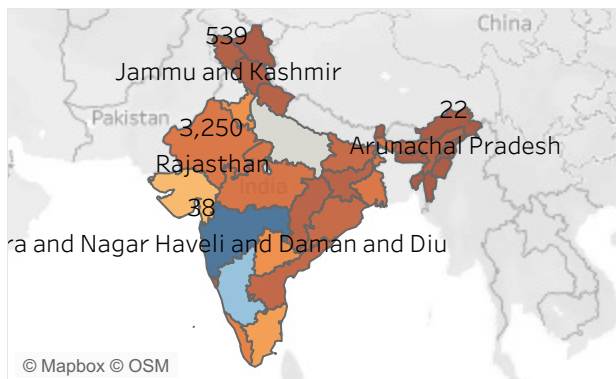 China
539
Jammu and Kashmir
Pakistan
3,250
22
Arunachal Pradesh
Rajasthan
India
38
ra and Nagar Haveli and Daman and Diu
© Mapbox © OSM